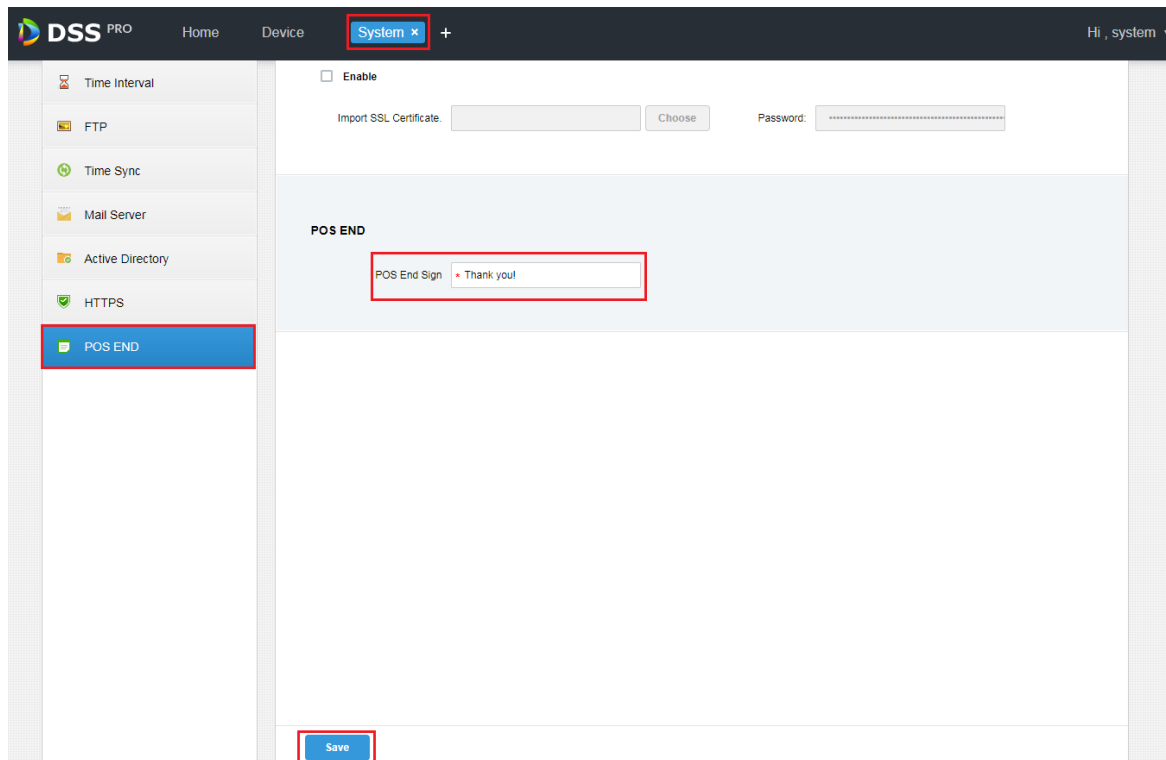 DSS PRO Home Device System × + Hi , system
Time Interval
FTP
Time Sync
Mail Server
Active Directory
HTTPS
POS END
Enable
Import SSL Certificate. Choose Password:
POS END
POS End Sign * Thank you!
Save